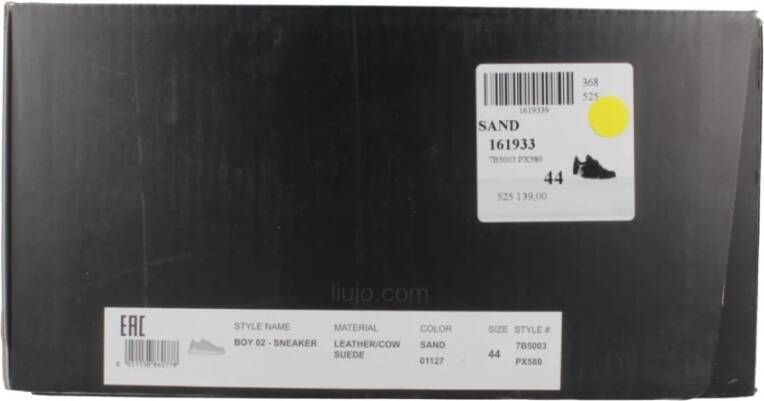 1619339
368
525
SAND
161933
7B5003 PX580
44
525 139,00
liujo.com
EAC
STYLE NAME MATERIAL COLOR SIZE STYLE #
BOY 02 - SNEAKER LEATHER/COW SUEDE SAND 01127 44 7B5003 PX580